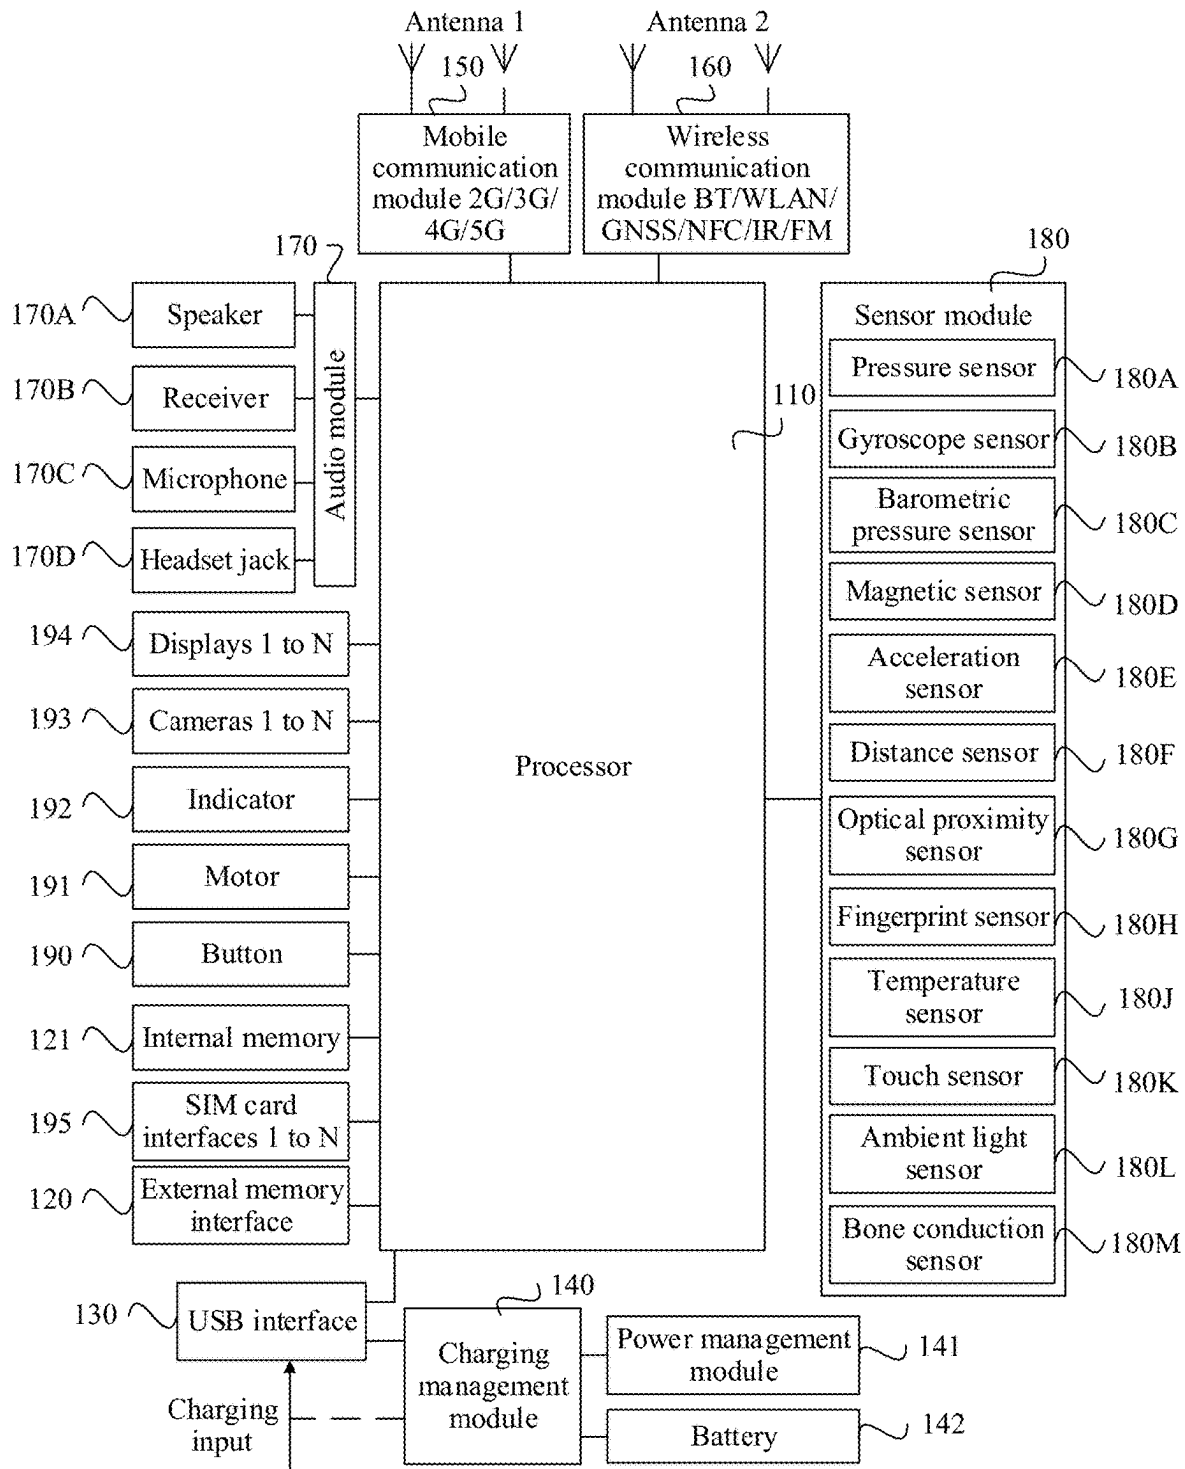 Antenna 1
Antenna 2
150
160
Mobile
communication
module 2G/3G/
4G/5G
Wireless
communication
module BT/WLAN/
GNSS/NFC/IR/FM
170
180
170A
Speaker
170B
Receiver
170C
Microphone
170D
Headset jack
Audio module
194
Displays 1 to N
193
Cameras 1 to N
192
Indicator
191
Motor
190
Button
121
Internal memory
195
SIM card
interfaces 1 to N
120
External memory
interface
Processor
110
Sensor module
Pressure sensor
180A
Gyroscope sensor
180B
Barometric
pressure sensor
180C
Magnetic sensor
180D
Acceleration
sensor
180E
Distance sensor
180F
Optical proximity
sensor
180G
Fingerprint sensor
180H
Temperature
sensor
180J
Touch sensor
180K
Ambient light
sensor
180L
Bone conduction
sensor
180M
130
USB interface
140
Charging
management
module
Power management
module
141
Battery
142
Charging
input